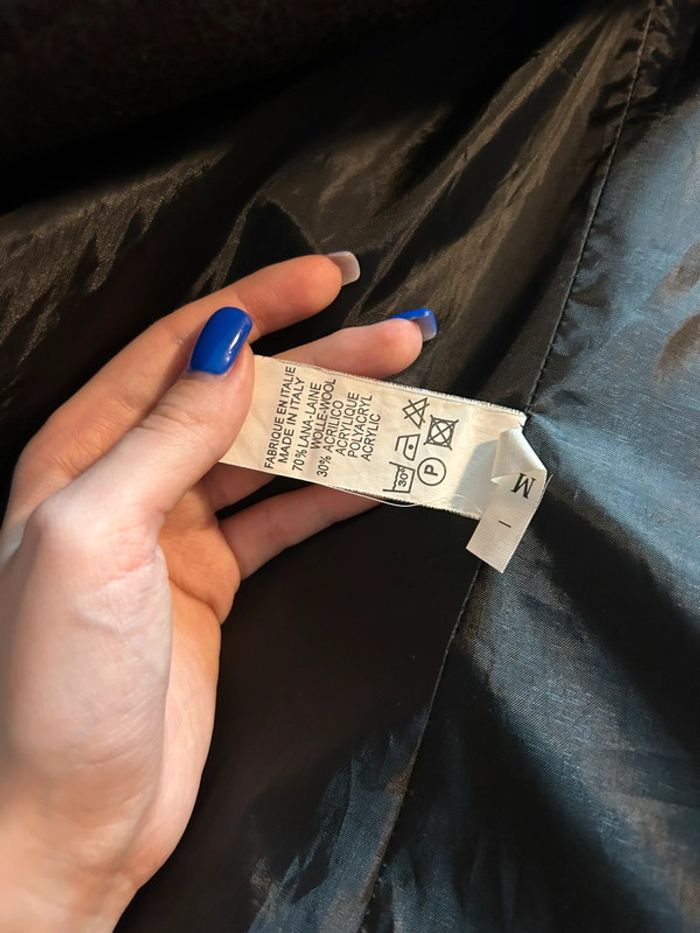 FABRIQUE EN ITALIE
MADE IN ITALY
70% LANA-LAINE
WOLLE-WOOL
30% ACRILICO
ACRYLIQUE
POLYACRYL
ACRYLIC
30°
P
M